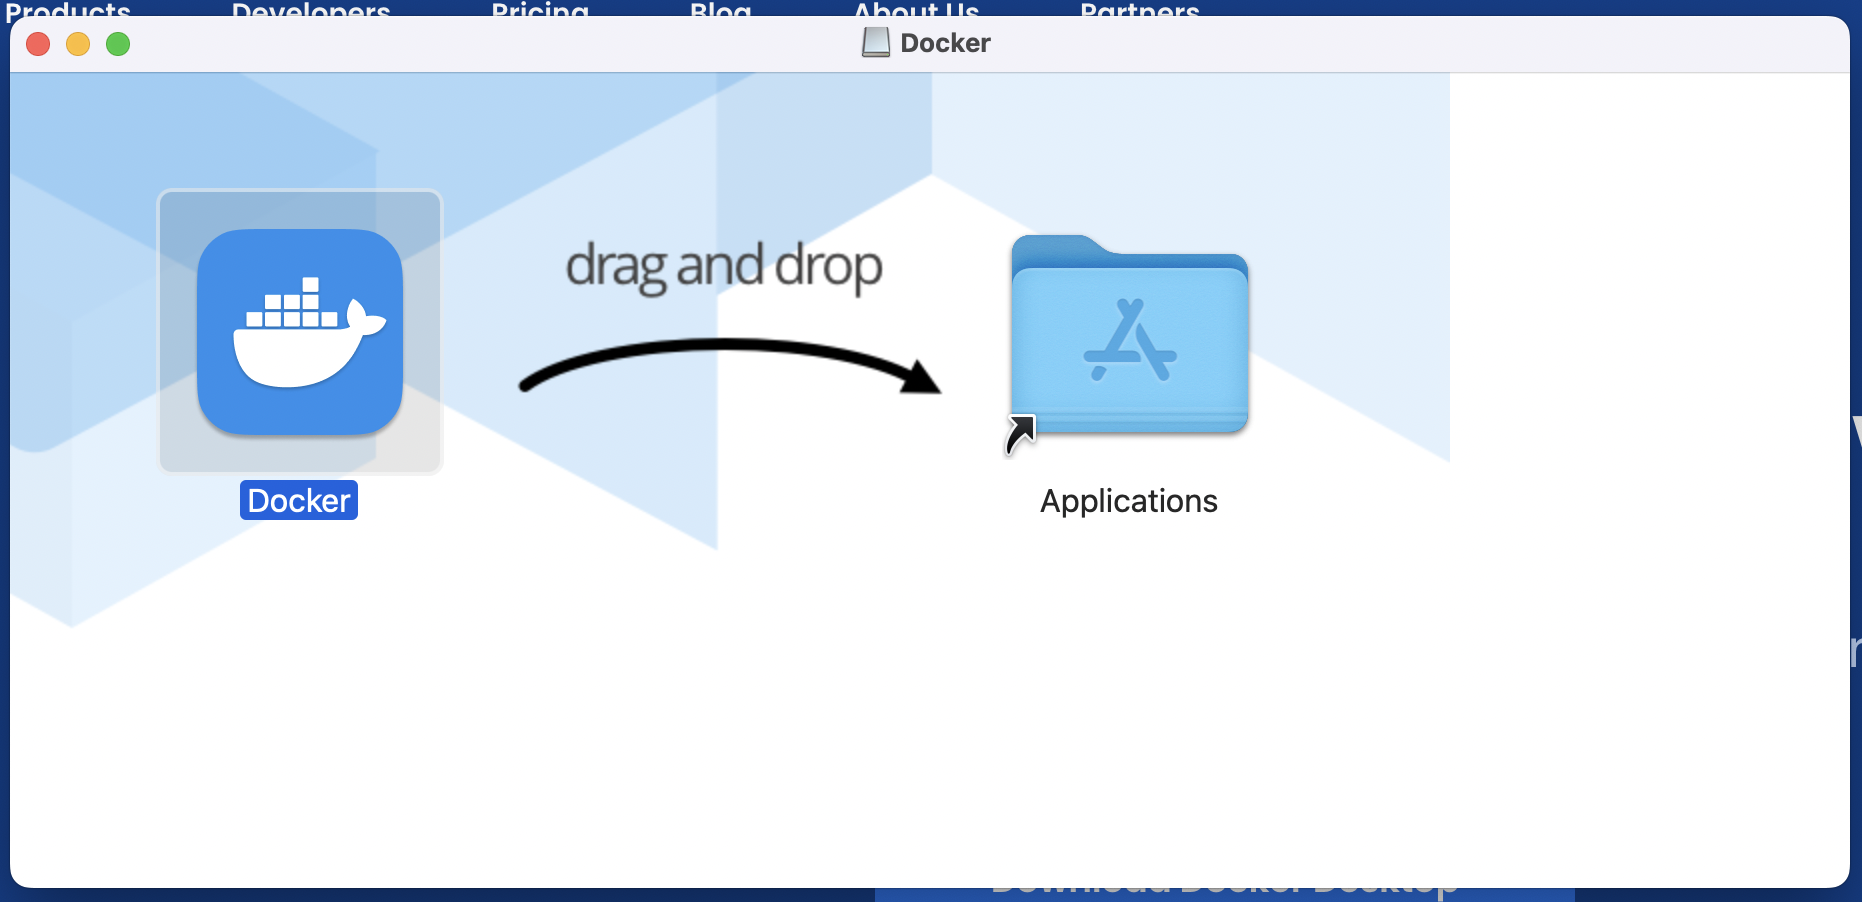 Products Developers Pricing Blog About Us Partners
Docker
drag and drop
Docker
Applications
Download Docker Desktop